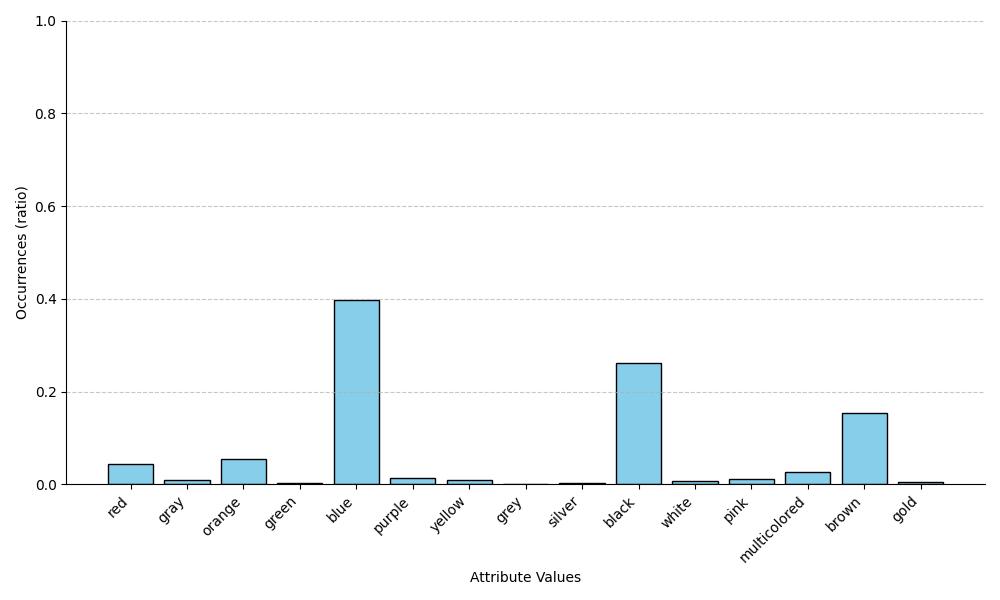 1.0
0.8
0.6
0.4
0.2
0.0
Occurrences (ratio)
red
gray
orange
green
blue
purple
yellow
grey
silver
black
white
pink
multicolored
brown
gold
Attribute Values